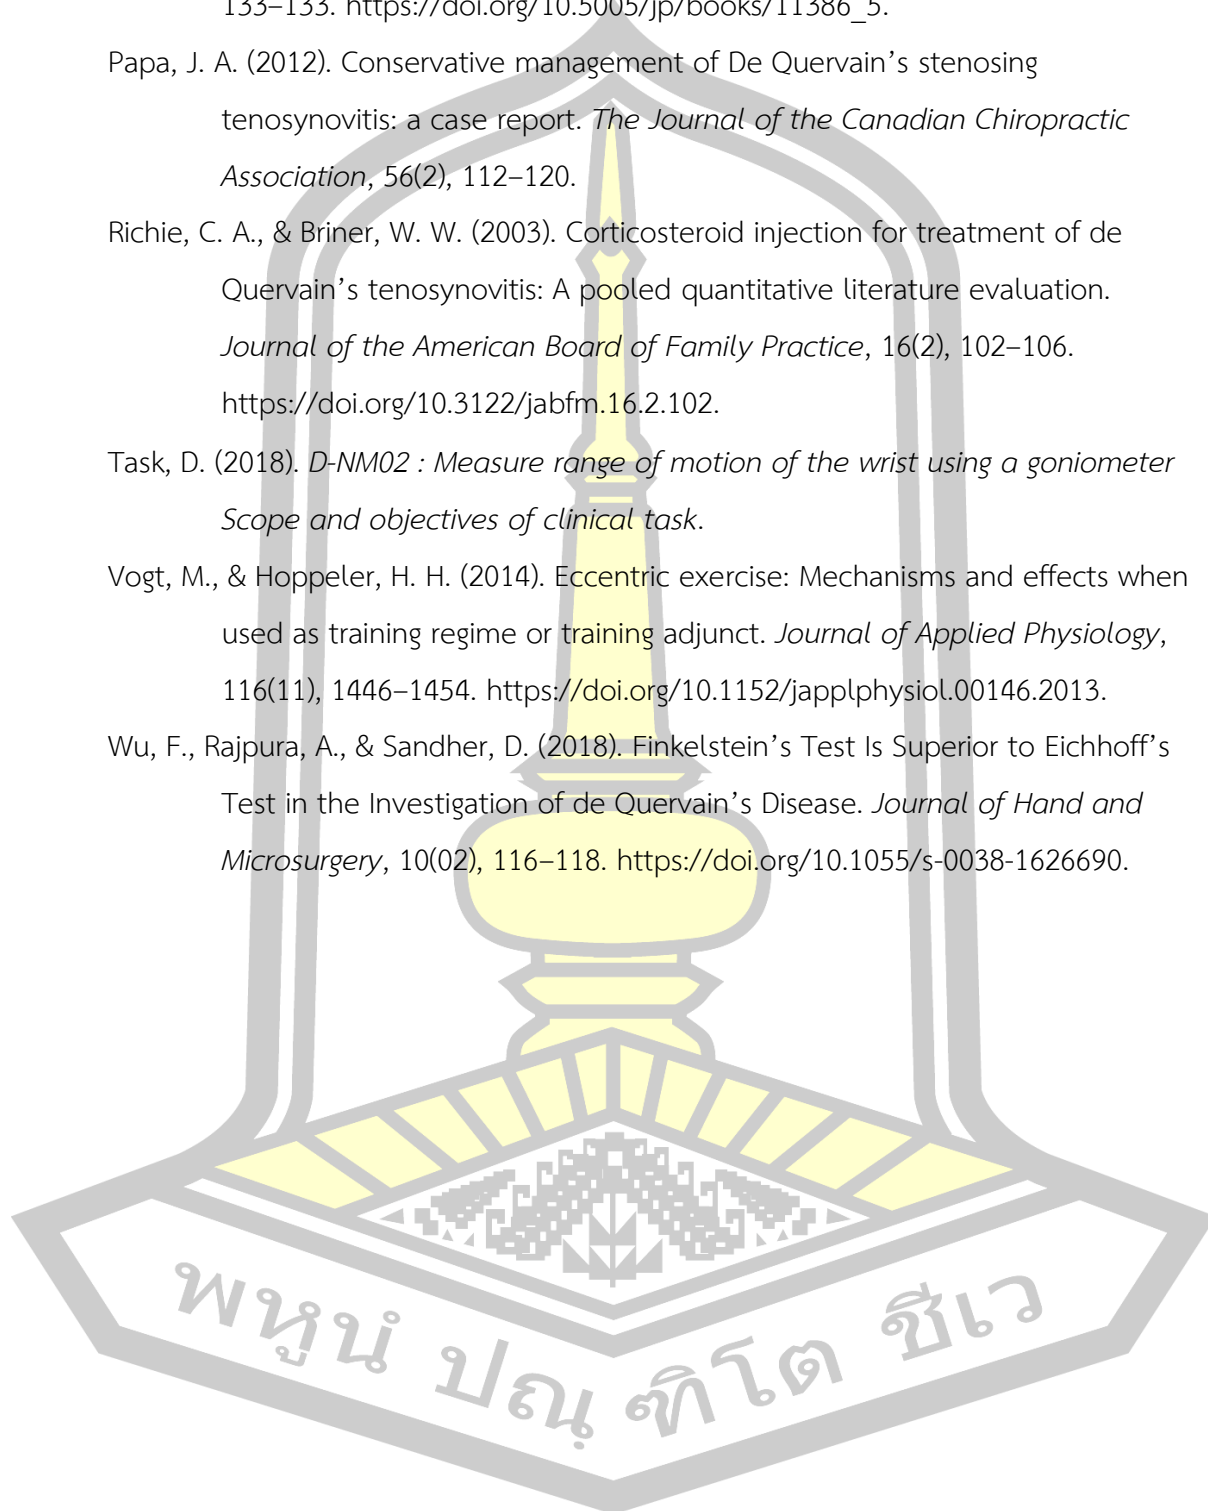 133–133. https://doi.org/10.5005/jp/books/11386_5.
Papa, J. A. (2012). Conservative management of De Quervain’s stenosing
tenosynovitis: a case report. The Journal of the Canadian Chiropractic
Association, 56(2), 112–120.
Richie, C. A., & Briner, W. W. (2003). Corticosteroid injection for treatment of de
Quervain’s tenosynovitis: A pooled quantitative literature evaluation.
Journal of the American Board of Family Practice, 16(2), 102–106.
https://doi.org/10.3122/jabfm.16.2.102.
Task, D. (2018). D-NM02 : Measure range of motion of the wrist using a goniometer
Scope and objectives of clinical task.
Vogt, M., & Hoppeler, H. H. (2014). Eccentric exercise: Mechanisms and effects when
used as training regime or training adjunct. Journal of Applied Physiology,
116(11), 1446–1454. https://doi.org/10.1152/japplphysiol.00146.2013.
Wu, F., Rajpura, A., & Sandher, D. (2018). Finkelstein’s Test Is Superior to Eichhoff’s
Test in the Investigation of de Quervain’s Disease. Journal of Hand and
Microsurgery, 10(02), 116–118. https://doi.org/10.1055/s-0038-1626690.
พหูนํ ปณฺฑิโต ชีเว